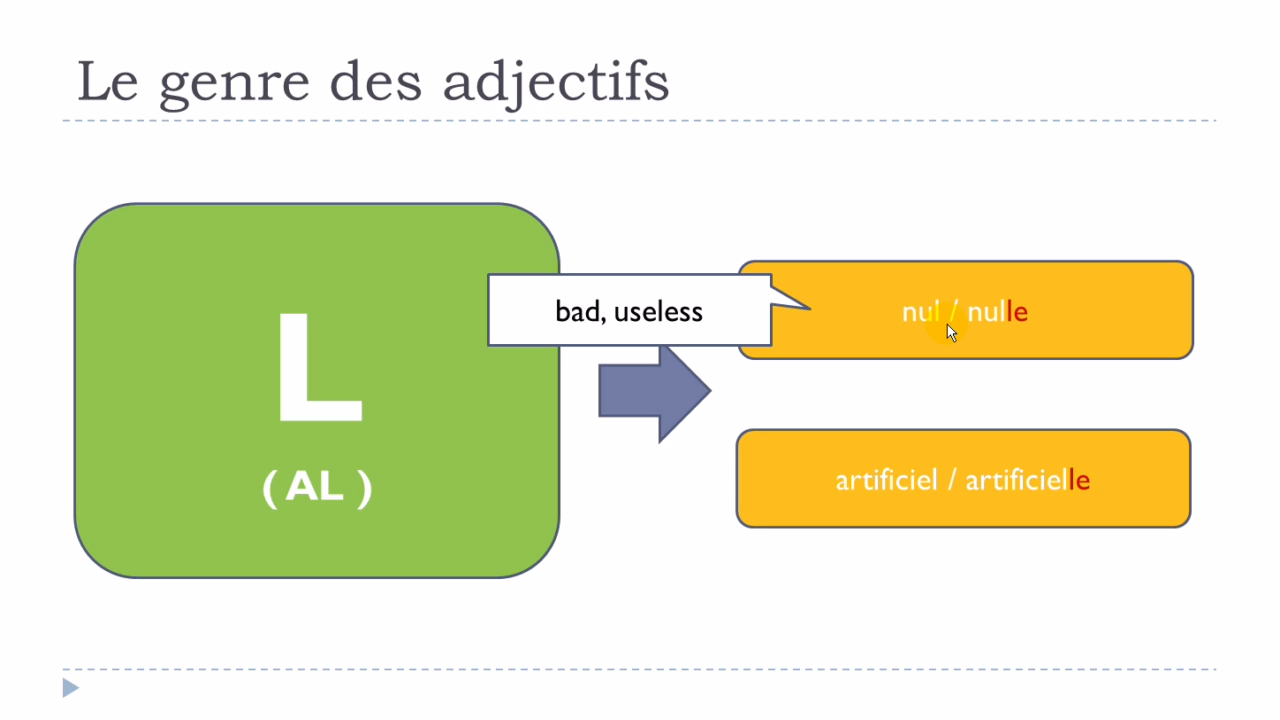 Le genre des adjectifs
L
( AL )
bad, useless
nul / nulle
artificiel / artificielle